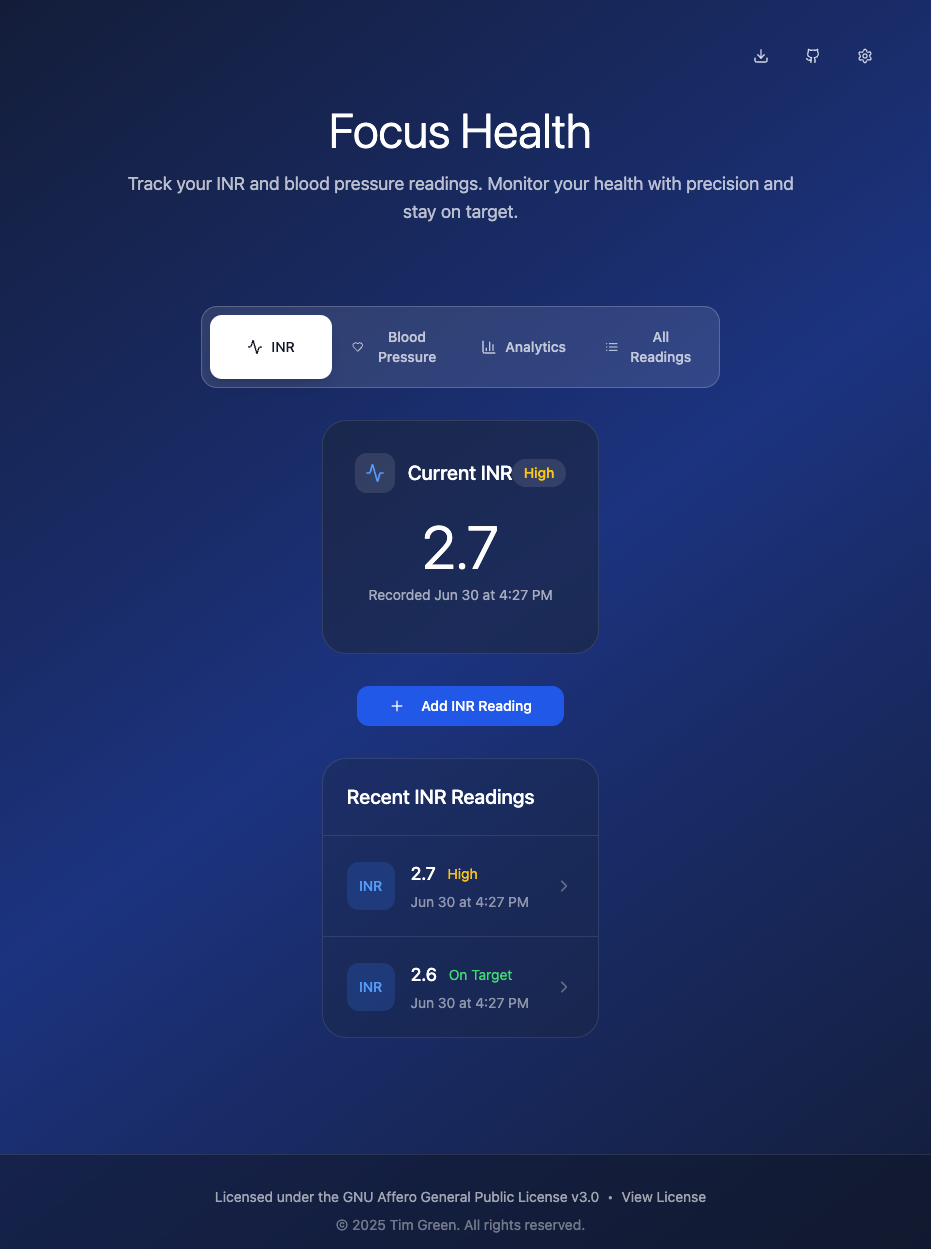 Focus Health
Track your INR and blood pressure readings. Monitor your health with precision and
stay on target.
INR
Blood
Pressure
Analytics
All
Readings
Current INR
High
2.7
Recorded Jun 30 at 4:27 PM
Add INR Reading
Recent INR Readings
INR
2.7 High
Jun 30 at 4:27 PM
INR
2.6 On Target
Jun 30 at 4:27 PM
Licensed under the GNU Affero General Public License v3.0 • View License
© 2025 Tim Green. All rights reserved.